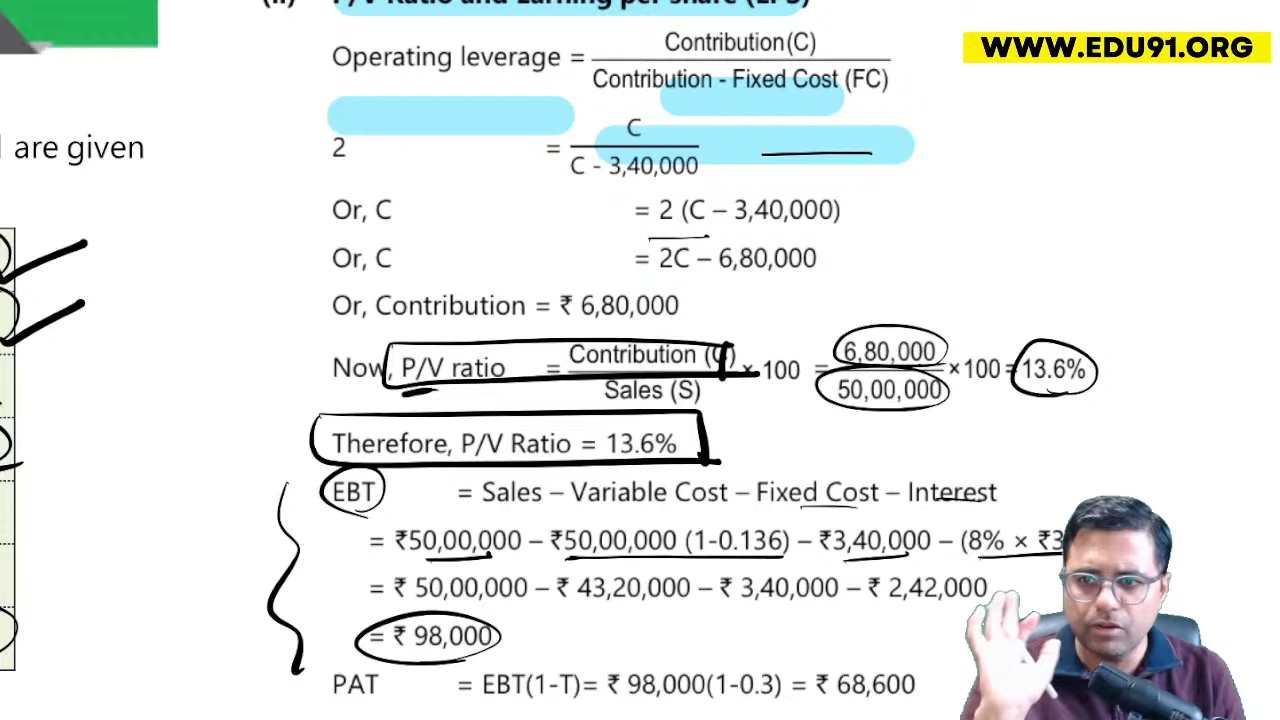 (ii) P/V Ratio and Earning per share (EPS)
WWW.EDU91.ORG
Operating leverage = Contribution(C) / Contribution - Fixed Cost (FC)
are given
2 = C / C - 3,40,000
Or, C = 2 (C – 3,40,000)
Or, C = 2C – 6,80,000
Or, Contribution = ₹ 6,80,000
Now, P/V ratio = Contribution (C) / Sales (S) × 100 = 6,80,000 / 50,00,000 × 100 = 13.6%
Therefore, P/V Ratio = 13.6%
EBT = Sales – Variable Cost – Fixed Cost – Interest
= ₹50,00,000 – ₹50,00,000 (1-0.136) – ₹3,40,000 – (8% × ₹3
= ₹ 50,00,000 – ₹ 43,20,000 – ₹ 3,40,000 – ₹ 2,42,000
= ₹ 98,000
PAT = EBT(1-T)= ₹ 98,000(1-0.3) = ₹ 68,600